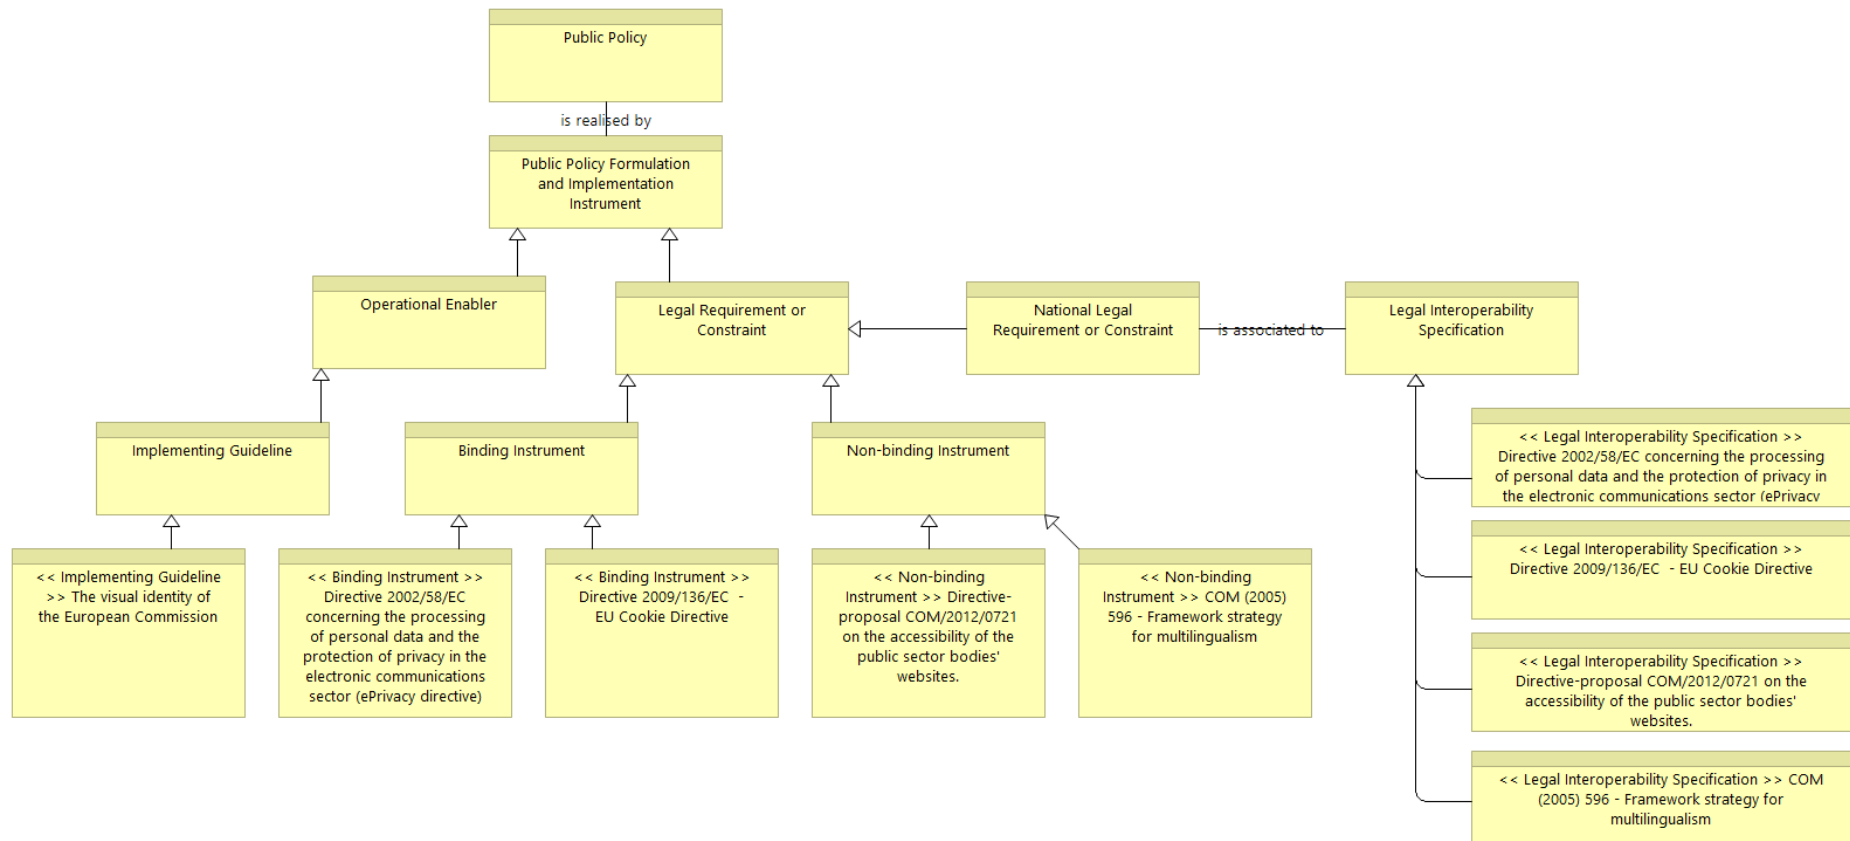 Public Policy
is realised by
Public Policy Formulation
and Implementation
Instrument
Operational Enabler
Legal Requirement or
Constraint
National Legal
Requirement or Constraint
is associated to
Legal Interoperability
Specification
Implementing Guideline
Binding Instrument
Non-binding Instrument
<< Implementing Guideline
>> The visual identity of
the European Commission
<< Binding Instrument >>
Directive 2002/58/EC
concerning the processing
of personal data and the
protection of privacy in the
electronic communications
sector (ePrivacy directive)
<< Binding Instrument >>
Directive 2009/136/EC  -
EU Cookie Directive
<< Non-binding
Instrument >> Directive-
proposal COM/2012/0721
on the accessibility of the
public sector bodies'
websites.
<< Non-binding
Instrument >> COM (2005)
596 - Framework strategy
for multilingualism
<< Legal Interoperability Specification >>
Directive 2002/58/EC concerning the processing
of personal data and the protection of privacy in
the electronic communications sector (ePrivacy
<< Legal Interoperability Specification >>
Directive 2009/136/EC  - EU Cookie Directive
<< Legal Interoperability Specification >>
Directive-proposal COM/2012/0721 on the
accessibility of the public sector bodies'
websites.
<< Legal Interoperability Specification >> COM
(2005) 596 - Framework strategy for
multilingualism